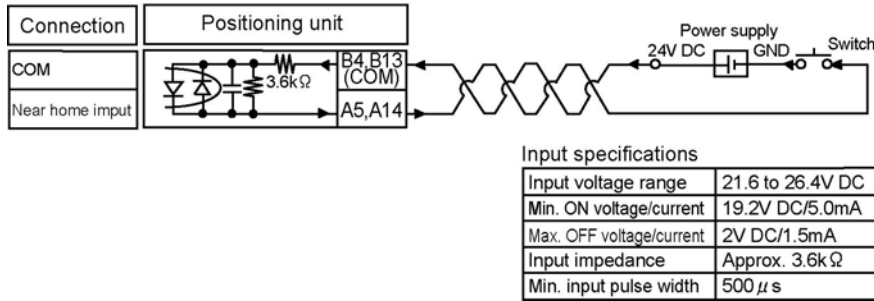 Connection
Positioning unit
COM
3.6kΩ
B4,B13
(COM)
Near home imput
A5,A14
Power supply
24V DC
GND
Switch
Input specifications
Input voltage range 21.6 to 26.4V DC
Min. ON voltage/current 19.2V DC/5.0mA
Max. OFF voltage/current 2V DC/1.5mA
Input impedance Approx. 3.6kΩ
Min. input pulse width 500μs